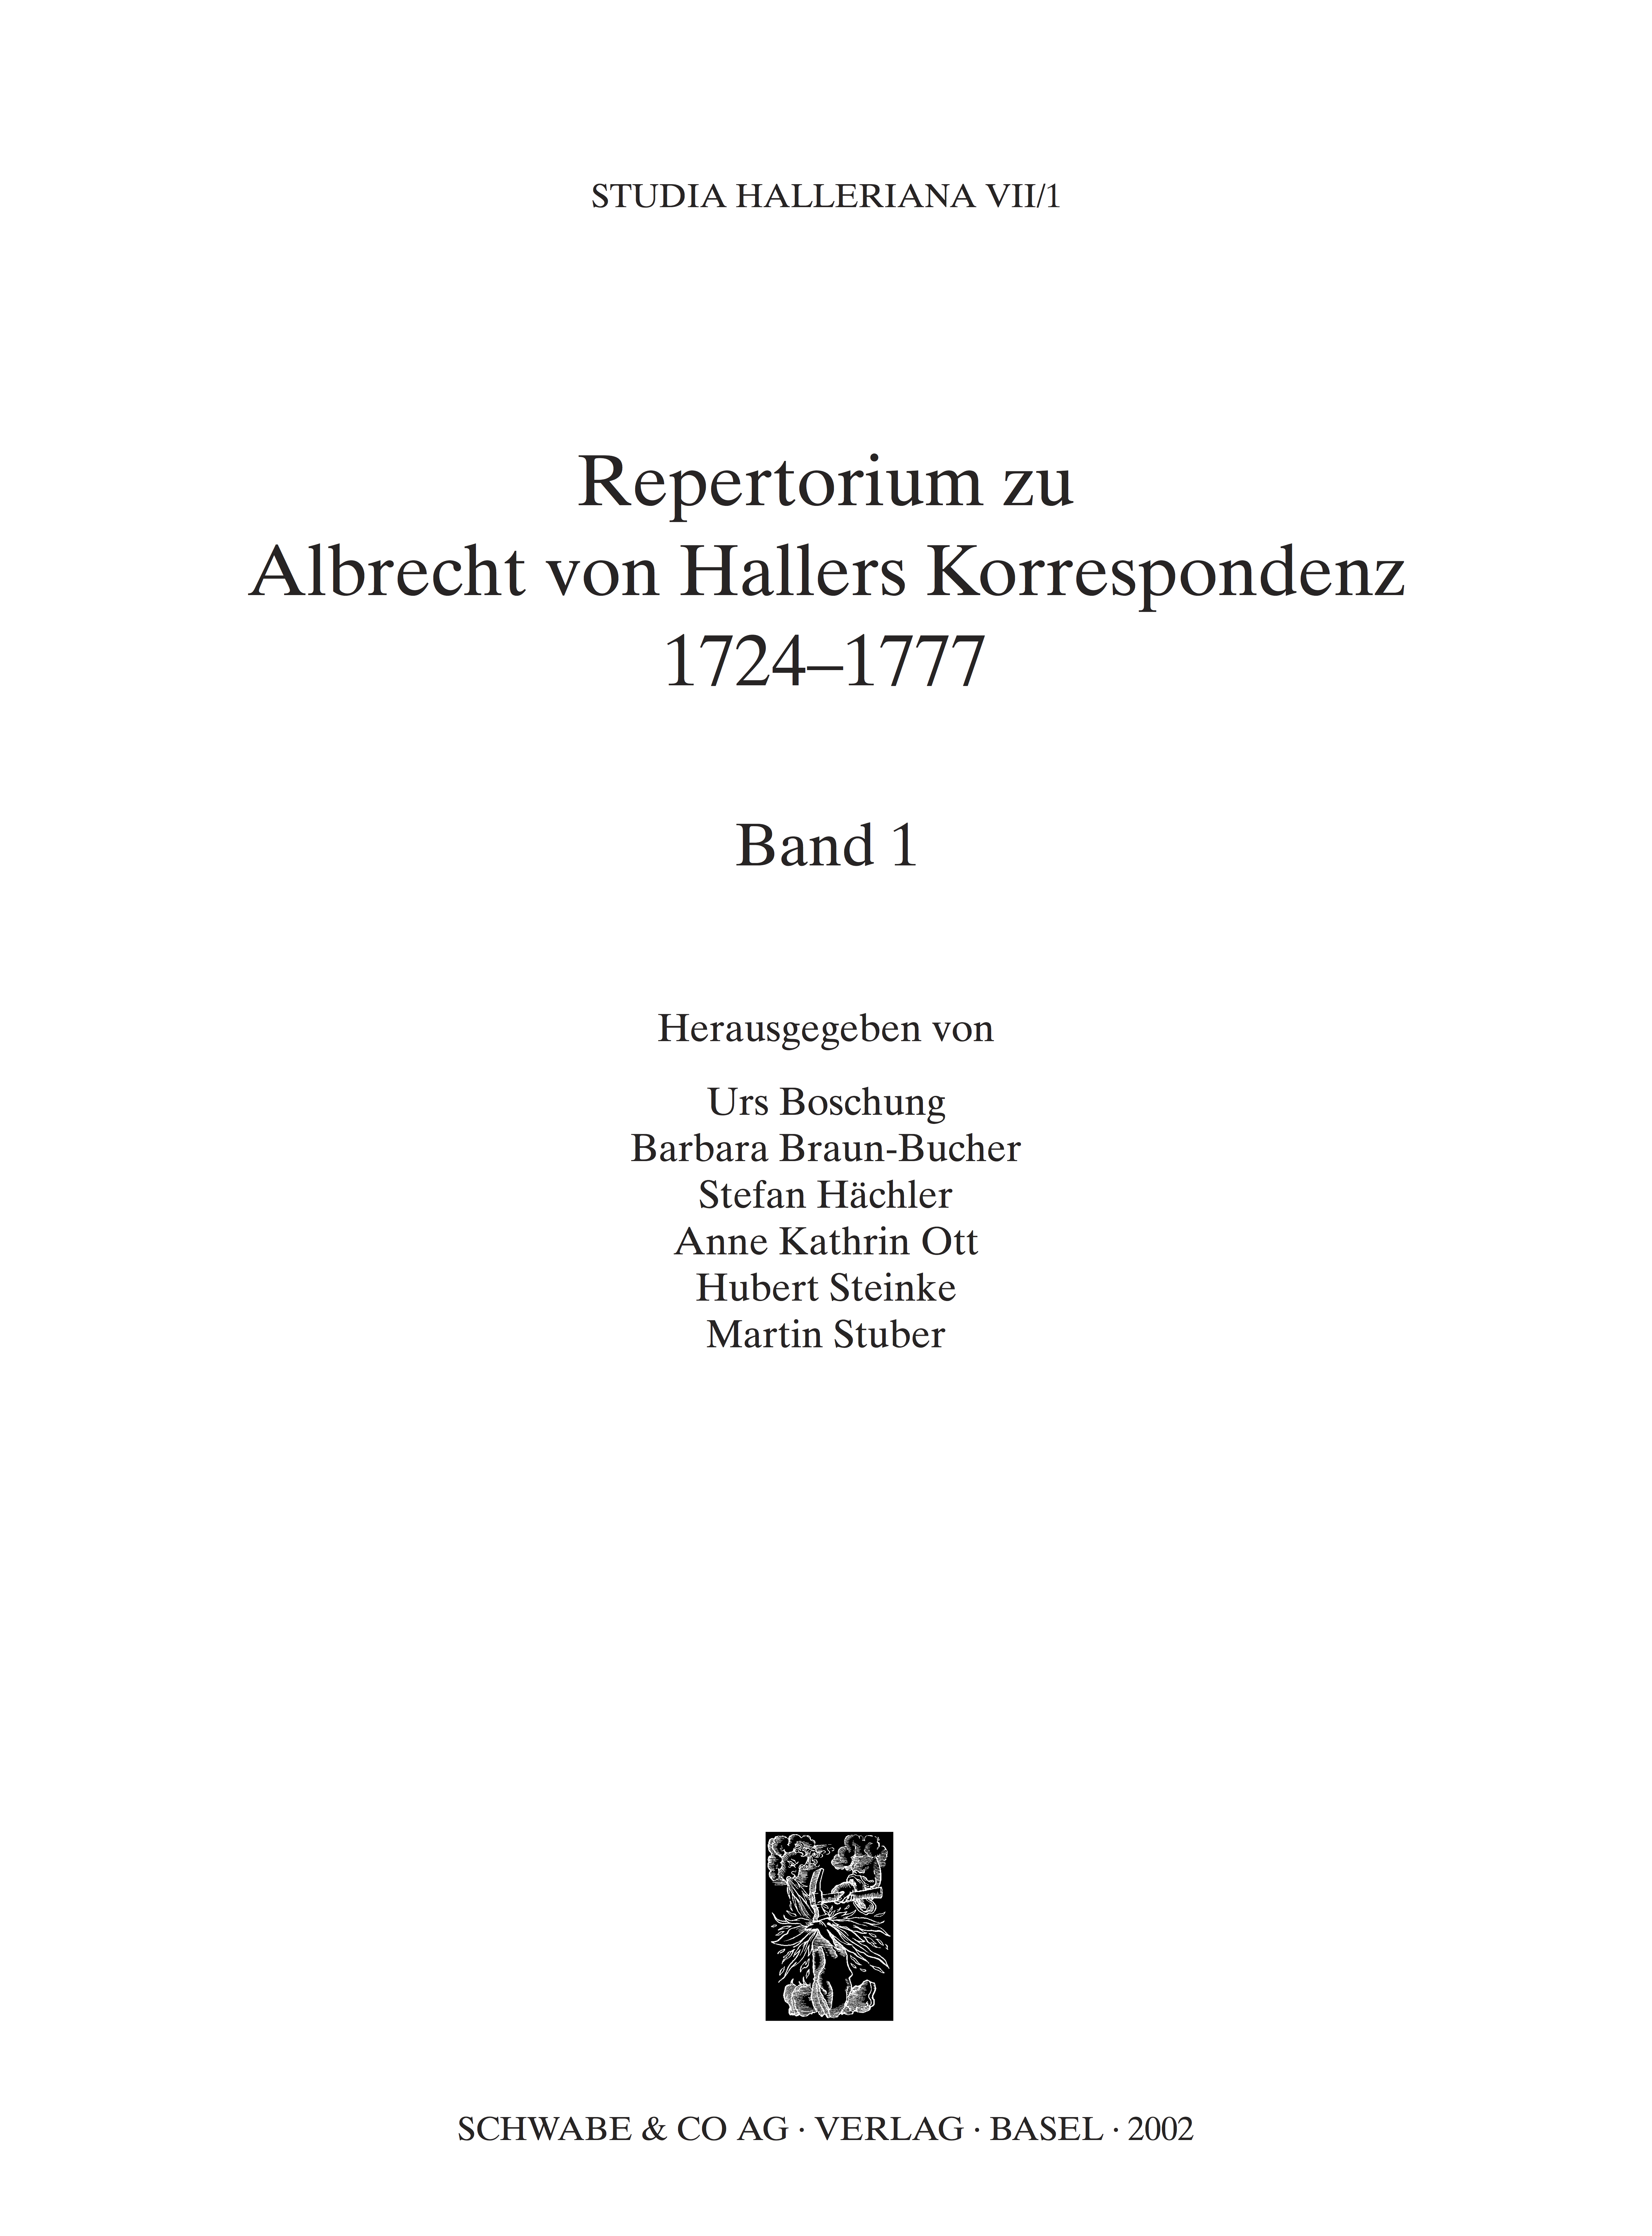 STUDIA HALLERIANA VII/1
Repertorium zu
Albrecht von Hallers Korrespondenz
1724–1777
Band 1
Herausgegeben von
Urs Boschung
Barbara Braun-Bucher
Stefan Hächler
Anne Kathrin Ott
Hubert Steinke
Martin Stuber
SCHWABE & CO AG · VERLAG · BASEL · 2002